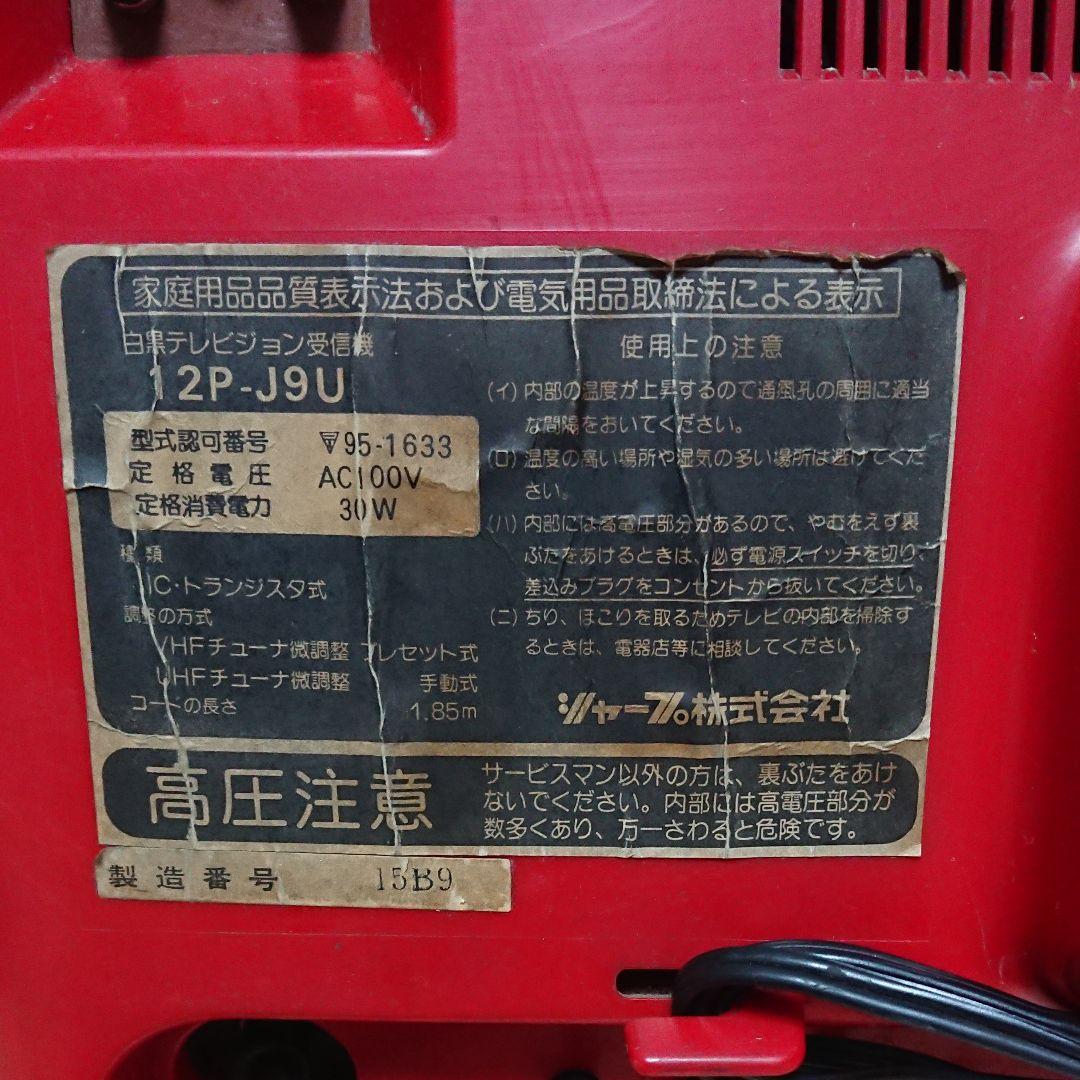 家庭用品品質表示法および電気用品取締法による表示
白黒テレビジョン受信機
12P-J9U
型式認可番号 95-1633
定格電圧 AC100V
定格消費電力 30W
種類
IC・トランジスタ式
調整の方式
VHFチューナ微調整 プレセット式
UHFチューナ微調整 手動式
コードの長さ 1.85m
使用上の注意
(イ) 内部の温度が上昇するので通風孔の周囲に適当
な間隔をおいてください。
(ロ) 温度の高い場所や湿気の多い場所は避けてくだ
さい。
(ハ) 内部には高電圧部分があるので、やむをえず裏
ぶたをあけるときは、必ず電源スイッチを切り、
差込みプラグをコンセントから抜いてください。
(ニ) ちり、ほこりを取るためテレビの内部を掃除す
るときは、電器店等に相談してください。
シャープ株式会社
高圧注意
サービスマン以外の方は、裏ぶたをあけ
ないでください。内部には高電圧部分が
数多くあり、万一さわると危険です。
製造番号 15B9